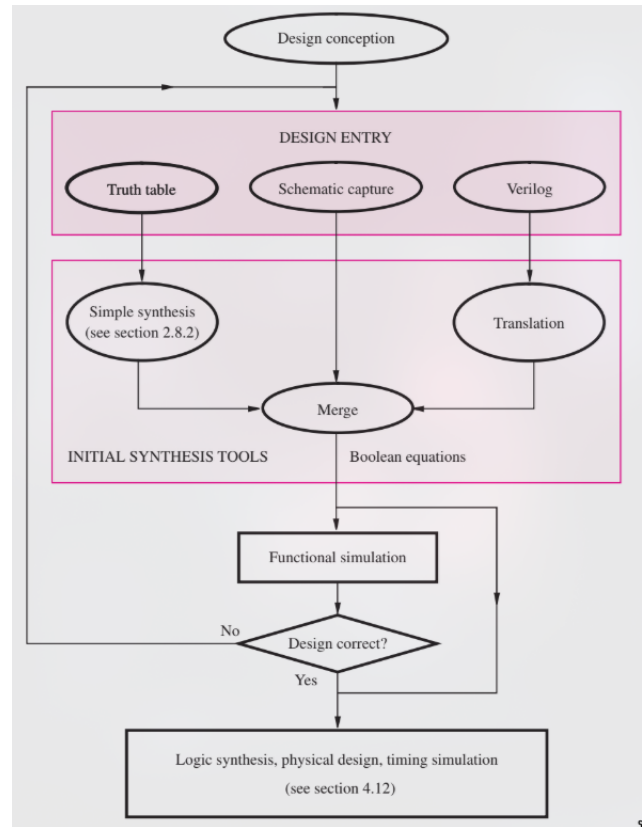 Design conception
DESIGN ENTRY
Truth table
Schematic capture
Verilog
Simple synthesis
(see section 2.8.2)
Translation
Merge
INITIAL SYNTHESIS TOOLS
Boolean equations
Functional simulation
No
Design correct?
Yes
Logic synthesis, physical design, timing simulation
(see section 4.12)